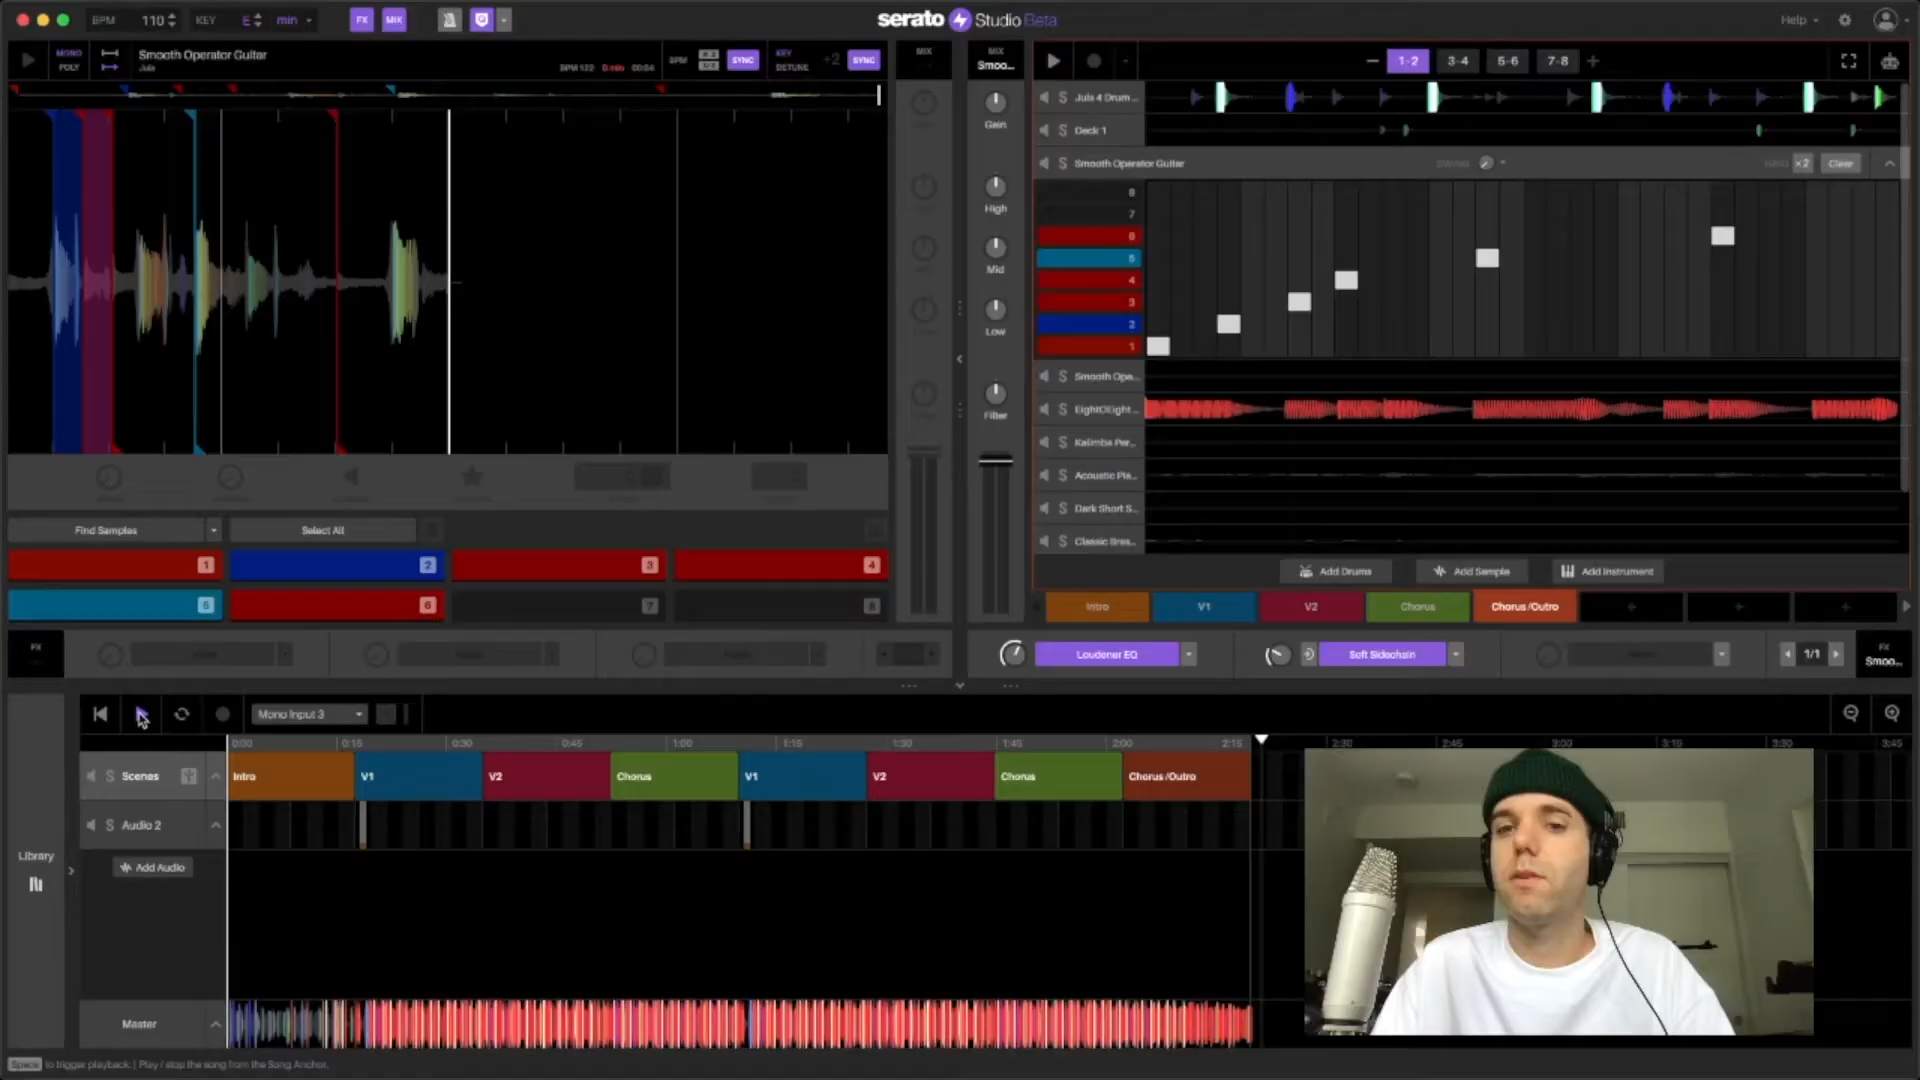 BPM 110 KEY E min FX MIX serato Studio Beta Help
MONO
POLY
Smooth Operator Guitar
Jula
BPM 132 D min 00:04 BPM SYNC KEY DETUNE +2 SYNC
MIX
MIX
Smoo...
1-2 3-4 5-6 7-8
Gain
High
Mid
Low
Filter
S Jula 4 Drum...
S Deck 1
S Smooth Operator Guitar SWING x2 Clear
8
7
6
5
4
3
2
1
S Smooth Ope...
S EightOEight...
S Kalimba Per...
S Acoustic Pia...
S Dark Short S...
S Classic Bras...
Add Drums Add Sample Add Instrument
Find Samples Select All
1 2 3 4
5 6 7 8
Intro V1 V2 Chorus Chorus /Outro
FX
Loudener EQ Soft Sidechain 1/1 FX Smoo...
Mono Input 3
0:00 0:15 0:30 0:45 1:00 1:15 1:30 1:45 2:00 2:15 2:30 2:45 3:00 3:15 3:30 3:45
S Scenes Intro V1 V2 Chorus V1 V2 Chorus Chorus /Outro
S Audio 2
Add Audio
Library
Master
Space to trigger playback. | Play / stop the song from the Song Anchor.